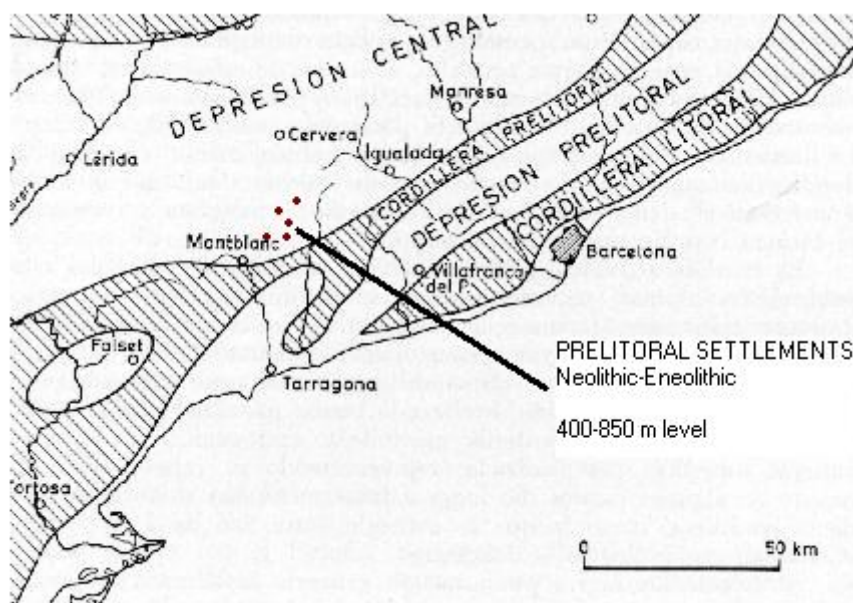 DEPRESION CENTRAL
Manresa
Cervera
Igualada
CORDILLERA PRELITORAL
DEPRESION PRELITORAL
CORDILLERA LITORAL
Lérida
Montblanc
Villafranca
del P.
Barcelona
Falset
Tarragona
PRELITORAL SETTLEMENTS
Neolithic-Eneolithic
400-850 m level
Tortosa
0 50 km